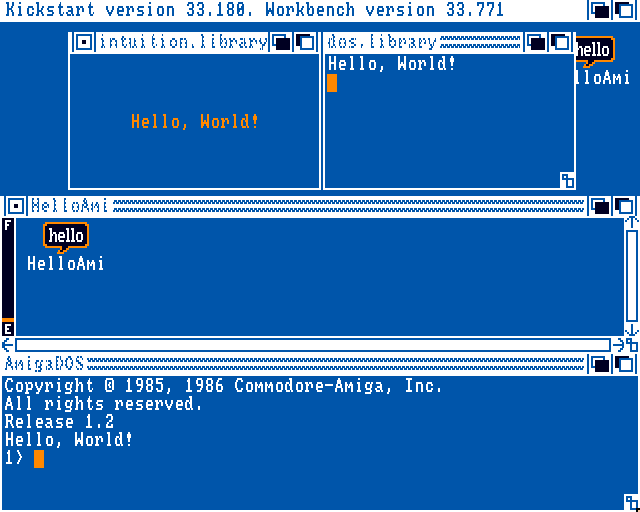 Kickstart version 33.180. Workbench version 33.771
intuition.library
dos.library
Hello, World!
Hello, World!
hello
lloAmi
HelloAmi
F
hello
HelloAmi
E
AmigaDOS
Copyright © 1985, 1986 Commodore-Amiga, Inc.
All rights reserved.
Release 1.2
Hello, World!
1>